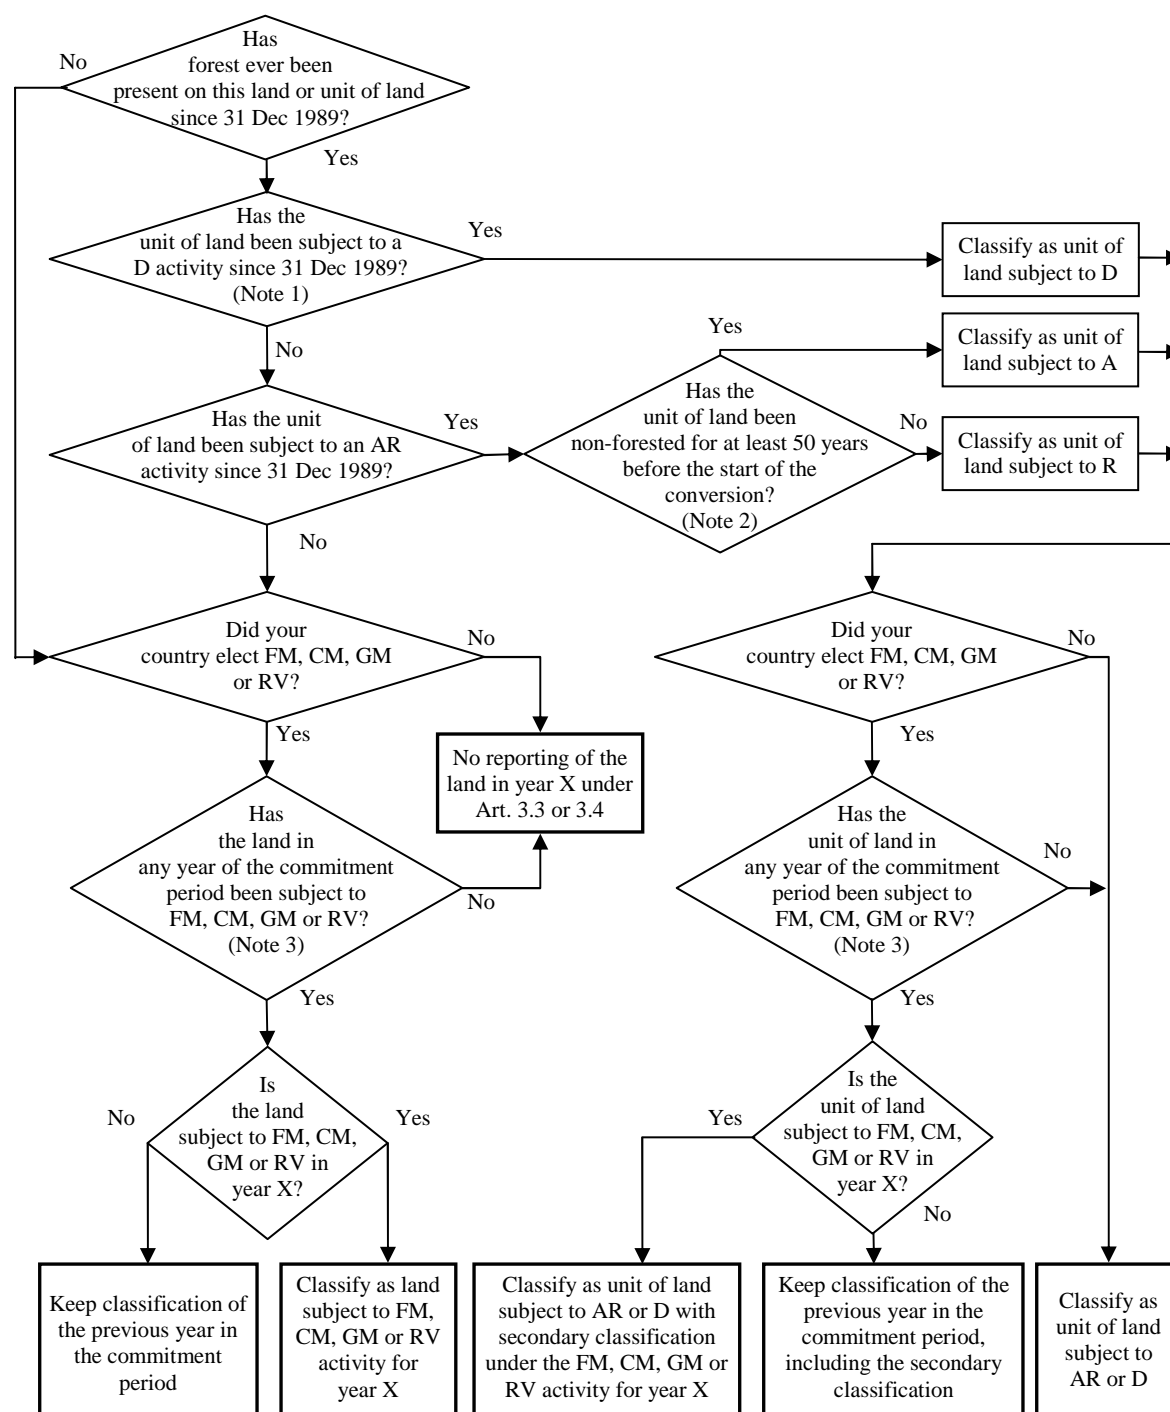 Has
forest ever been
present on this land or unit of land
since 31 Dec 1989?
No
Yes
Has the
unit of land been subject to a
D activity since 31 Dec 1989?
(Note 1)
Yes
Classify as unit of
land subject to D
No
Yes
Classify as unit of
land subject to A
Has the unit
of land been subject to an AR
activity since 31 Dec 1989?
Yes
Has the
unit of land been
non-forested for at least 50 years
before the start of the
conversion?
(Note 2)
No
Classify as unit of
land subject to R
No
Did your
country elect FM, CM, GM
or RV?
No
Yes
No reporting of the
land in year X under
Art. 3.3 or 3.4
Has
the land in
any year of the commitment
period been subject to
FM, CM, GM or RV?
(Note 3)
No
Yes
Is
the land
subject to FM, CM,
GM or RV in
year X?
No
Yes
Did your
country elect FM, CM, GM
or RV?
No
Yes
Has the
unit of land in
any year of the commitment
period been subject to
FM, CM, GM or RV?
(Note 3)
No
Yes
Is the
unit of land
subject to FM, CM,
GM or RV in
year X?
Yes
No
Keep classification of
the previous year in
the commitment
period
Classify as land
subject to FM,
CM, GM or RV
activity for
year X
Classify as unit of land
subject to AR or D with
secondary classification
under the FM, CM, GM or
RV activity for year X
Keep classification of the
previous year in the
commitment period,
including the secondary
classification
Classify as
unit of land
subject to
AR or D